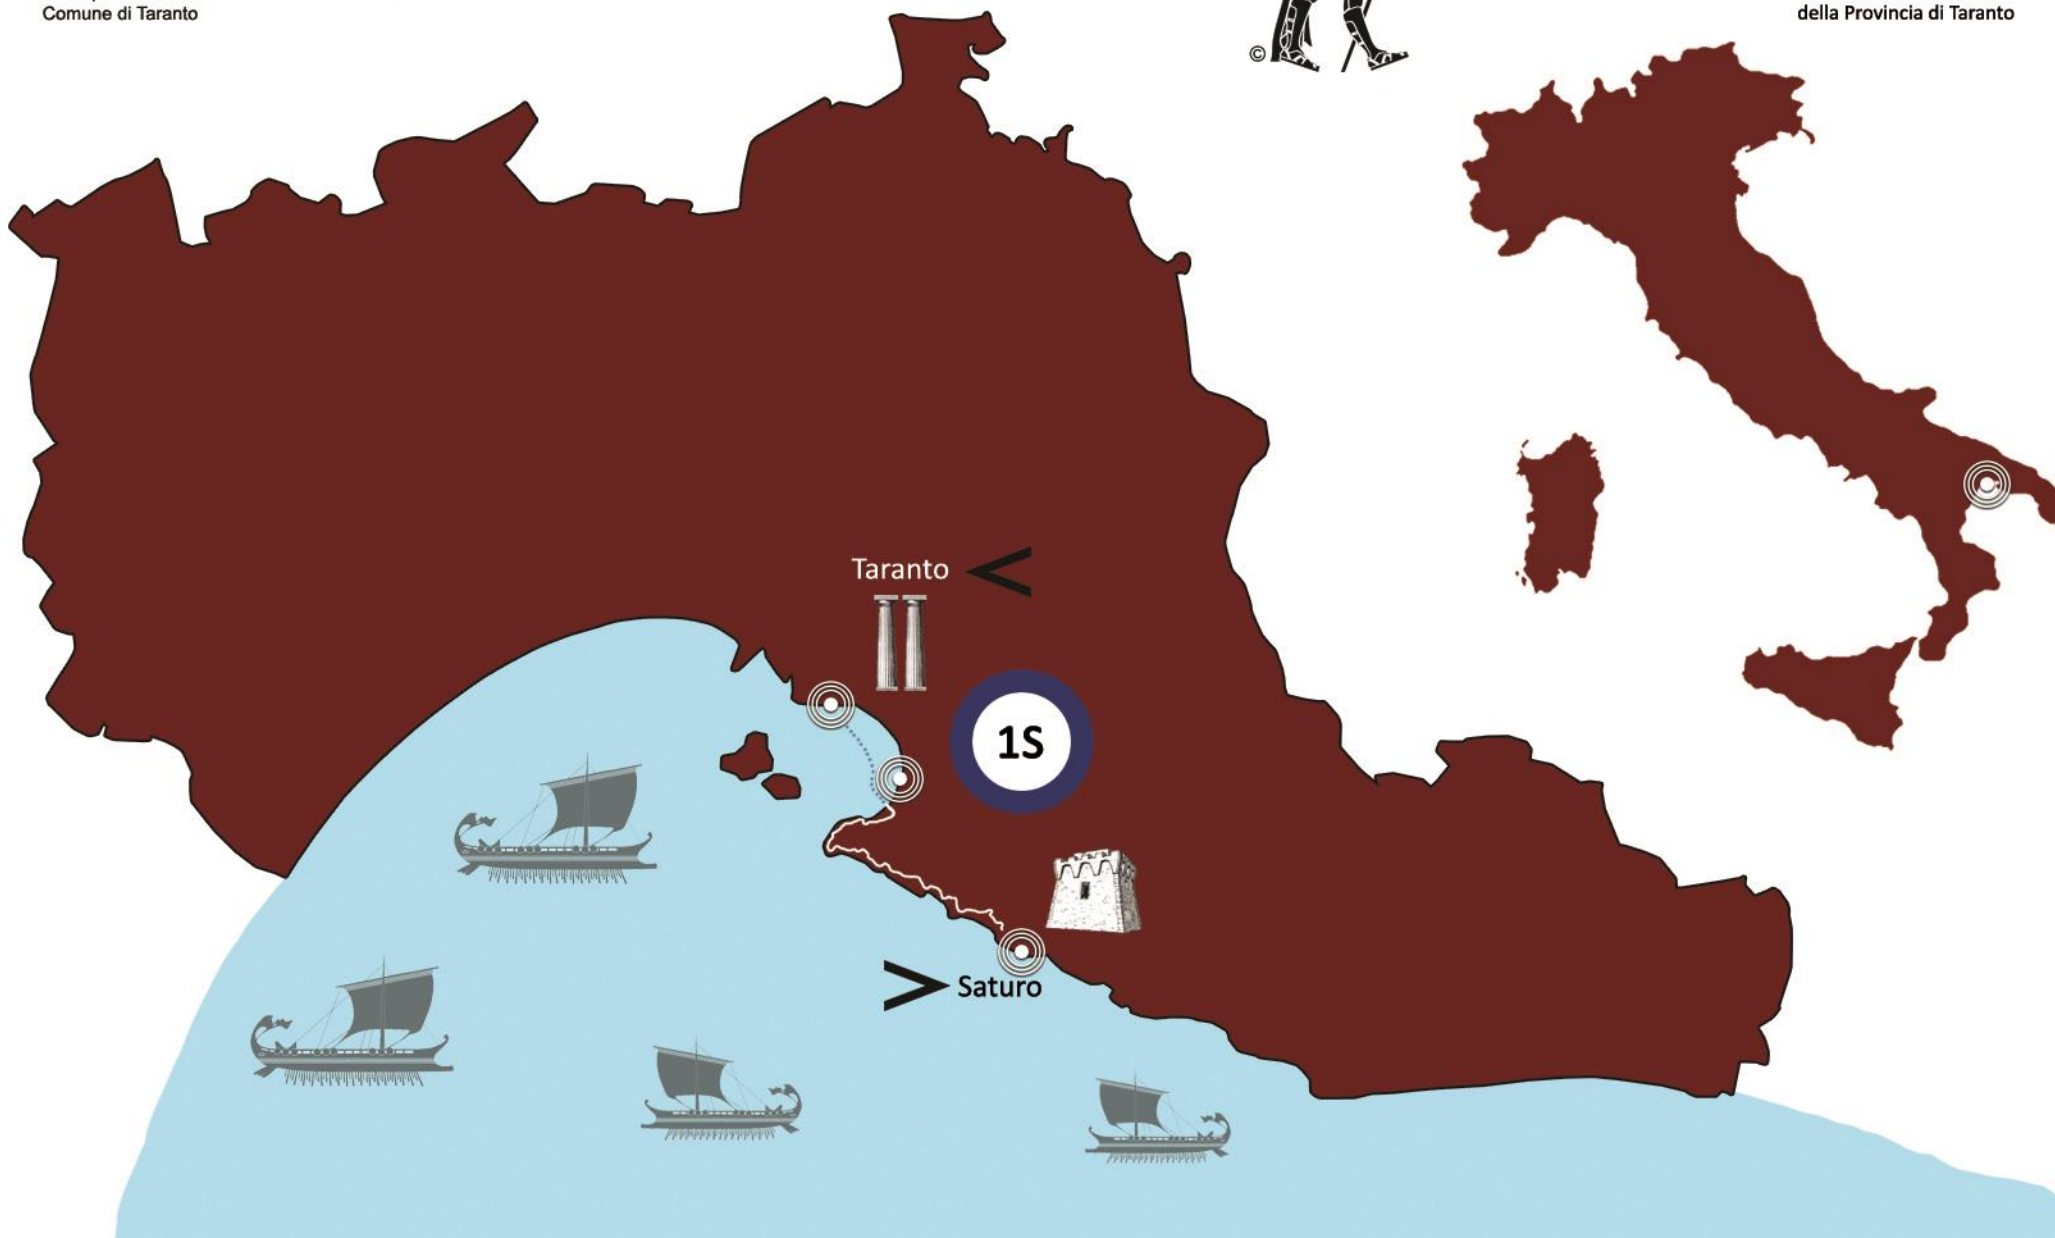 Comune di Taranto
della Provincia di Taranto
©
Taranto <
1S
> Saturo